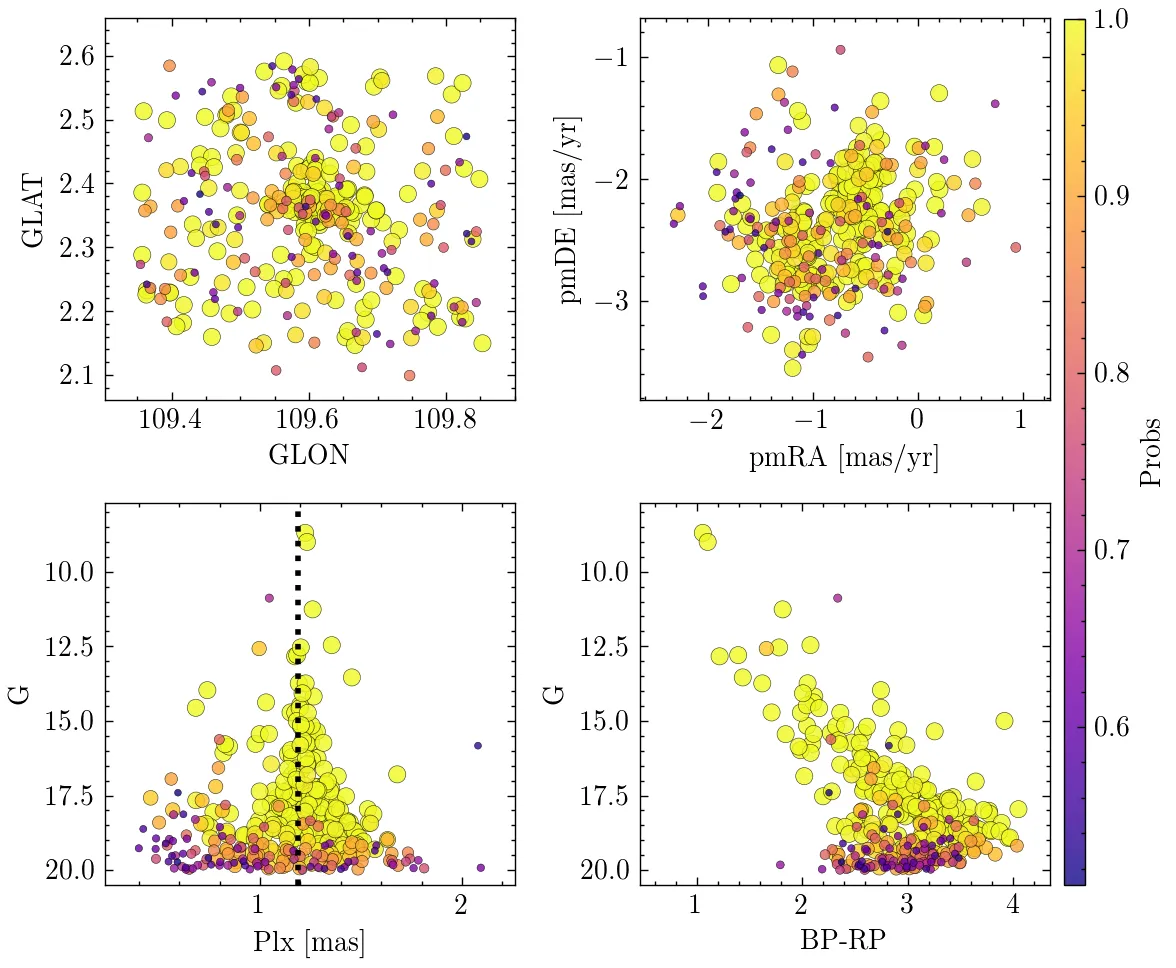 2.6
2.5
2.4
2.3
2.2
2.1
GLAT
109.4 109.6 109.8
GLON
−1
−2
−3
pmDE [mas/yr]
−2 −1 0 1
pmRA [mas/yr]
10.0
12.5
15.0
17.5
20.0
G
1 2
Plx [mas]
10.0
12.5
15.0
17.5
20.0
G
1 2 3 4
BP-RP
1.0
0.9
0.8
0.7
0.6
Probs